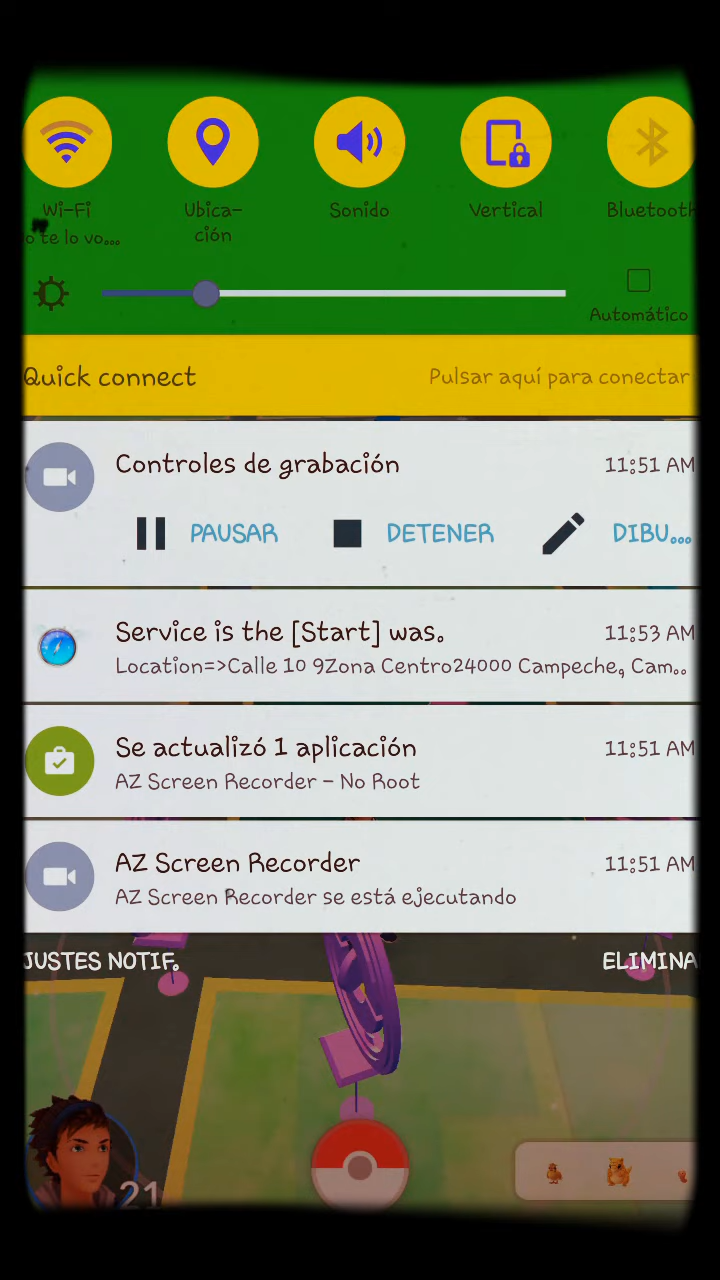 Wi-Fi
Ubica-
Sonido
Vertical
Bluetooth
o te lo vo...
ción
Automático
Quick connect
Pulsar aquí para conectar
Controles de grabación
11:51 AM
PAUSAR
DETENER
DIBU...
Service is the [Start] was.
11:53 AM
Location=>Calle 10 9Zona Centro24000 Campeche, Cam..
Se actualizó 1 aplicación
11:51 AM
AZ Screen Recorder - No Root
AZ Screen Recorder
11:51 AM
AZ Screen Recorder se está ejecutando
JUSTES NOTIF.
ELIMINA
21